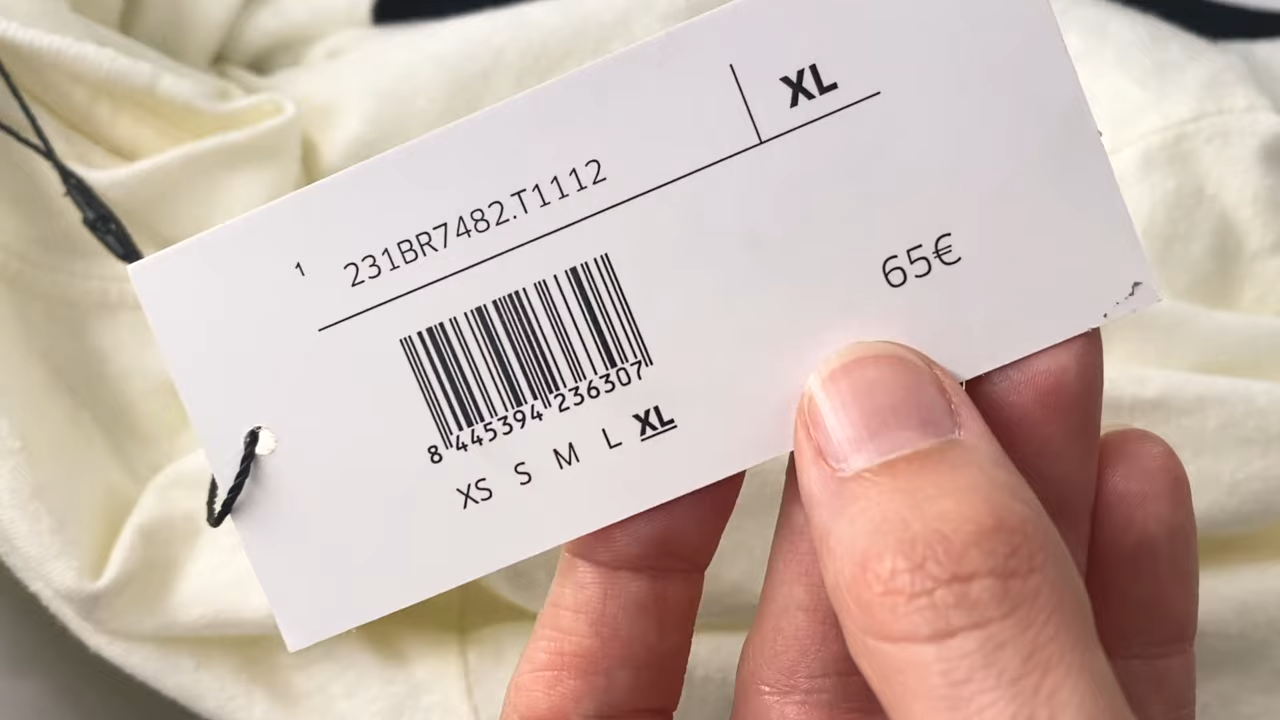 XL
1 231BR7482.T1112
65€
8 445394 236307
XS S M L XL